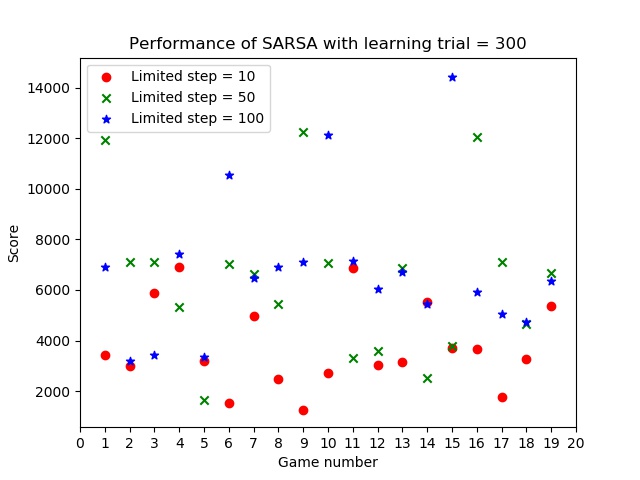 Performance of SARSA with learning trial = 300
Limited step = 10
Limited step = 50
Limited step = 100
14000
12000
10000
8000
6000
4000
2000
Score
0 1 2 3 4 5 6 7 8 9 10 11 12 13 14 15 16 17 18 19 20
Game number